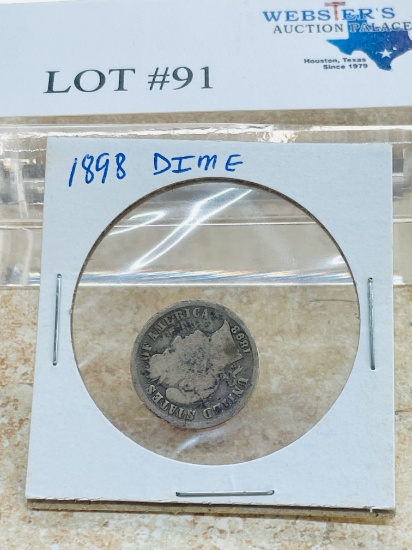 WEBSTER'S
AUCTION PALACE
Houston, Texas
Since 1979
LOT #91
1898 DIME
UNITED STATES OF AMERICA
1898